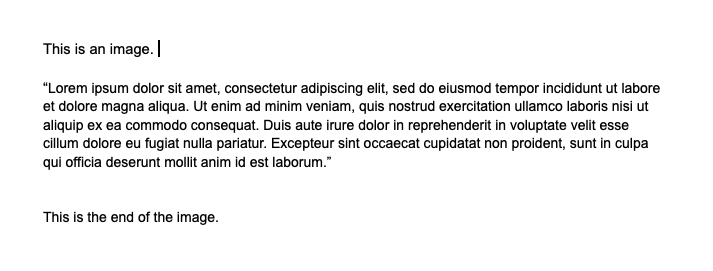 This is an image.
“Lorem ipsum dolor sit amet, consectetur adipiscing elit, sed do eiusmod tempor incididunt ut labore
et dolore magna aliqua. Ut enim ad minim veniam, quis nostrud exercitation ullamco laboris nisi ut
aliquip ex ea commodo consequat. Duis aute irure dolor in reprehenderit in voluptate velit esse
cillum dolore eu fugiat nulla pariatur. Excepteur sint occaecat cupidatat non proident, sunt in culpa
qui officia deserunt mollit anim id est laborum.”
This is the end of the image.